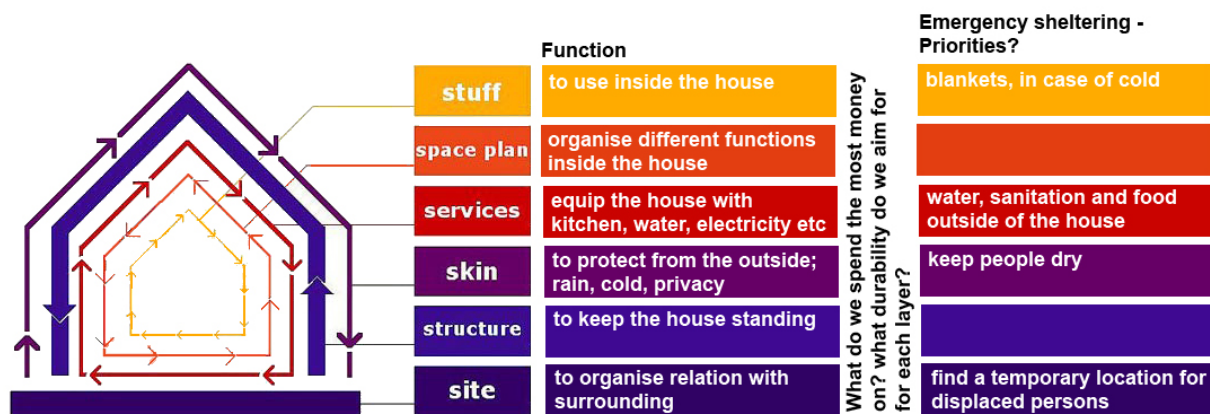 Function
Emergency sheltering -
Priorities?
stuff
to use inside the house
blankets, in case of cold
space plan
organise different functions
inside the house
services
equip the house with
kitchen, water, electricity etc
water, sanitation and food
outside of the house
skin
to protect from the outside;
rain, cold, privacy
keep people dry
structure
to keep the house standing
site
to organise relation with
surrounding
find a temporary location for
displaced persons
What do we spend the most money
on? what durability do we aim for
for each layer?